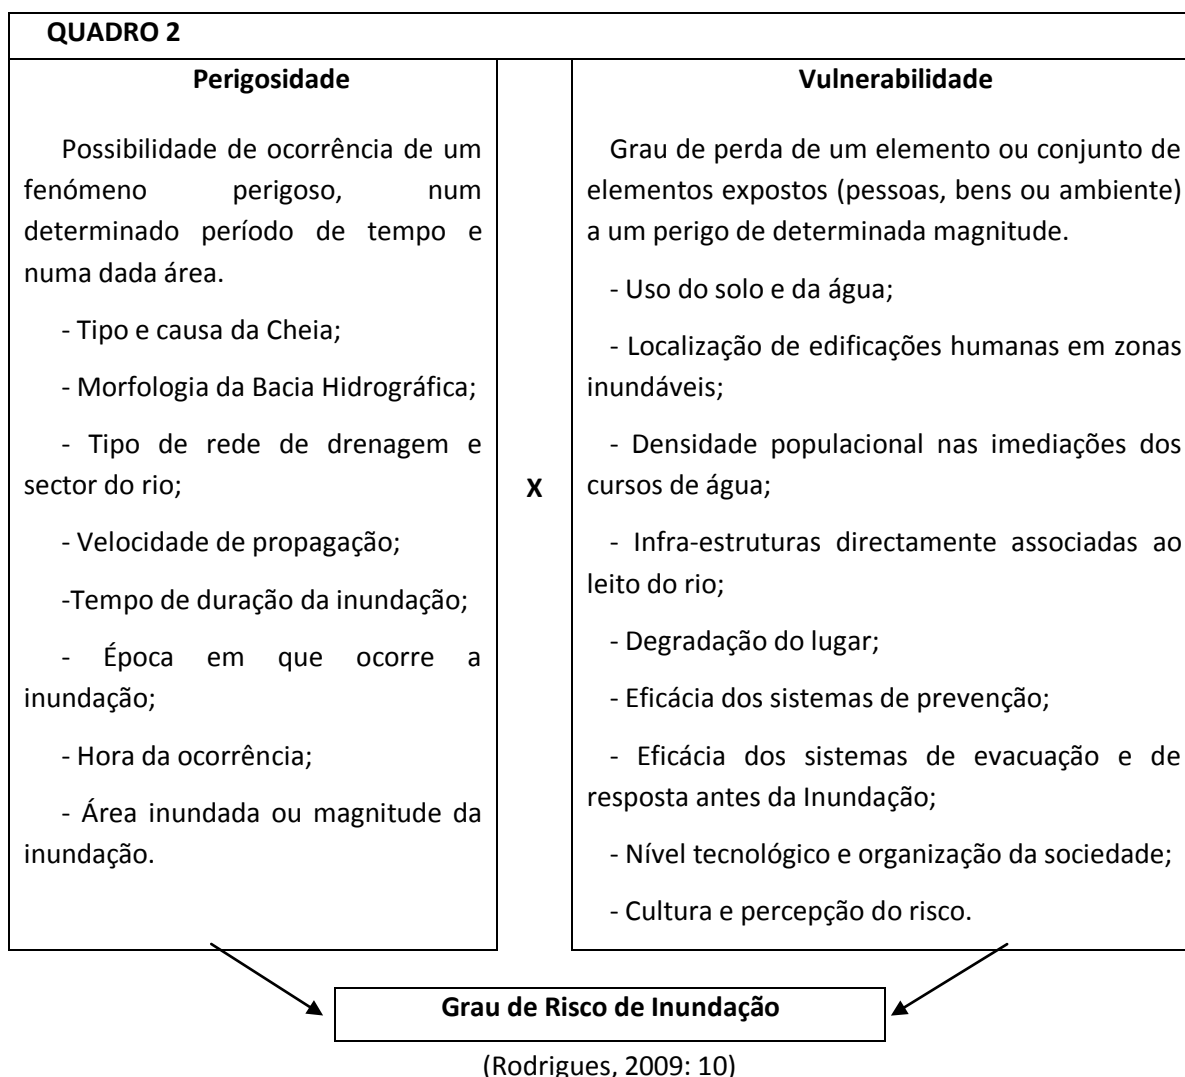 QUADRO 2
Perigosidade
Possibilidade de ocorrência de um
fenómeno perigoso, num
determinado período de tempo e
numa dada área.
- Tipo e causa da Cheia;
- Morfologia da Bacia Hidrográfica;
- Tipo de rede de drenagem e
sector do rio;
- Velocidade de propagação;
-Tempo de duração da inundação;
- Época em que ocorre a
inundação;
- Hora da ocorrência;
- Área inundada ou magnitude da
inundação.
X
Vulnerabilidade
Grau de perda de um elemento ou conjunto de
elementos expostos (pessoas, bens ou ambiente)
a um perigo de determinada magnitude.
- Uso do solo e da água;
- Localização de edificações humanas em zonas
inundáveis;
- Densidade populacional nas imediações dos
cursos de água;
- Infra-estruturas directamente associadas ao
leito do rio;
- Degradação do lugar;
- Eficácia dos sistemas de prevenção;
- Eficácia dos sistemas de evacuação e de
resposta antes da Inundação;
- Nível tecnológico e organização da sociedade;
- Cultura e percepção do risco.
Grau de Risco de Inundação
(Rodrigues, 2009: 10)